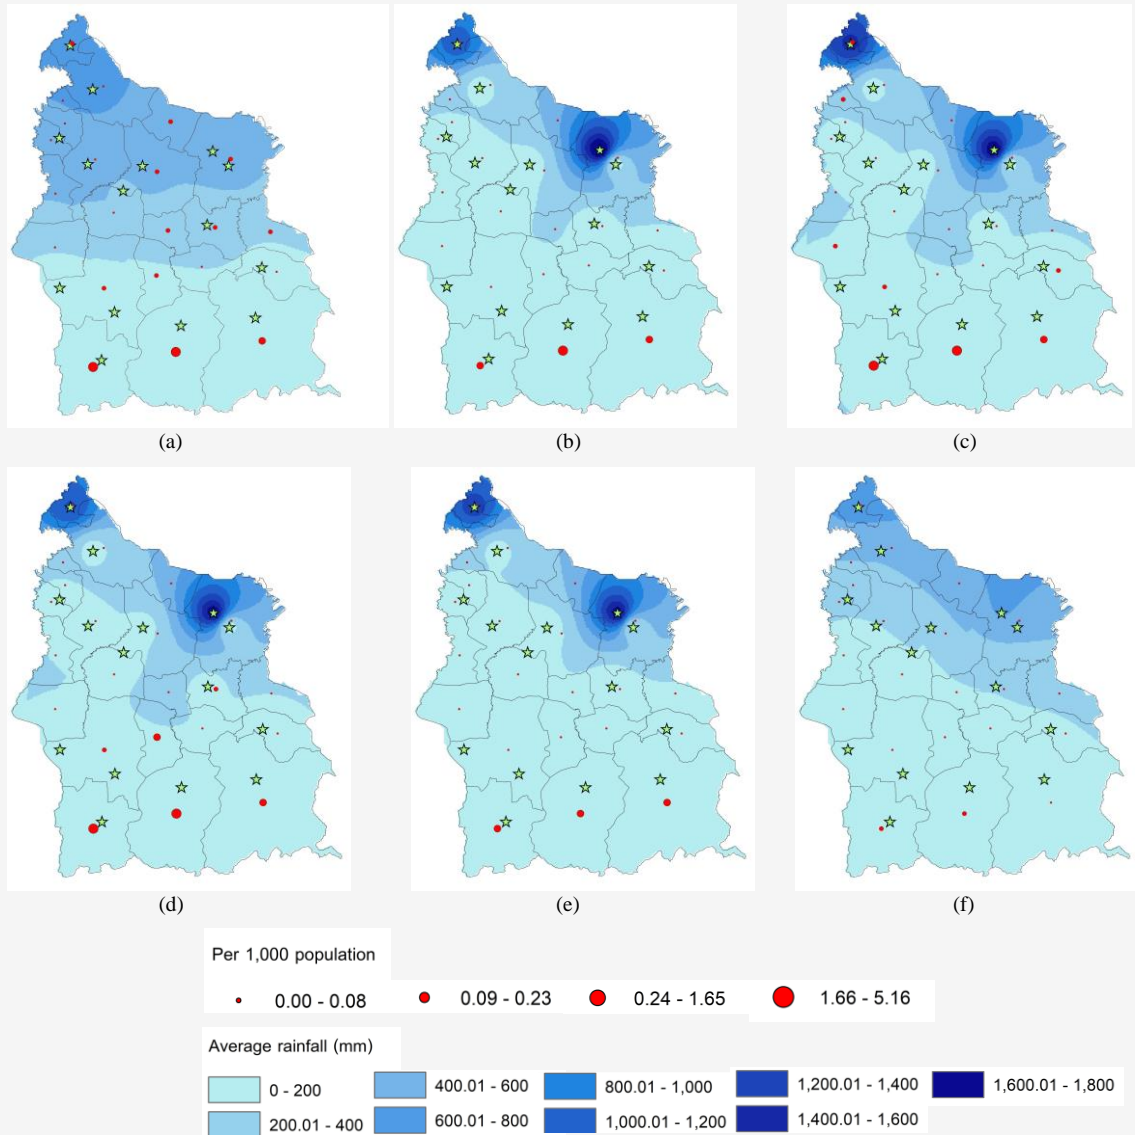 (a)
(b)
(c)
(d)
(e)
(f)
Per 1,000 population
0.00 - 0.08
0.09 - 0.23
0.24 - 1.65
1.66 - 5.16
Average rainfall (mm)
0 - 200
400.01 - 600
800.01 - 1,000
1,200.01 - 1,400
1,600.01 - 1,800
200.01 - 400
600.01 - 800
1,000.01 - 1,200
1,400.01 - 1,600